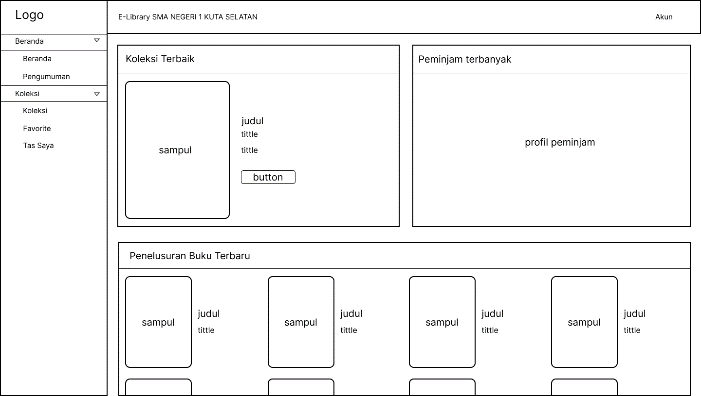 Logo
E-Library SMA NEGERI 1 KUTA SELATAN
Akun
Beranda
Beranda
Pengumuman
Koleksi
Koleksi
Favorite
Tas Saya
Koleksi Terbaik
sampul
judul
tittle
tittle
button
Peminjam terbanyak
profil peminjam
Penelusuran Buku Terbaru
sampul
judul
tittle
sampul
judul
tittle
sampul
judul
tittle
sampul
judul
tittle